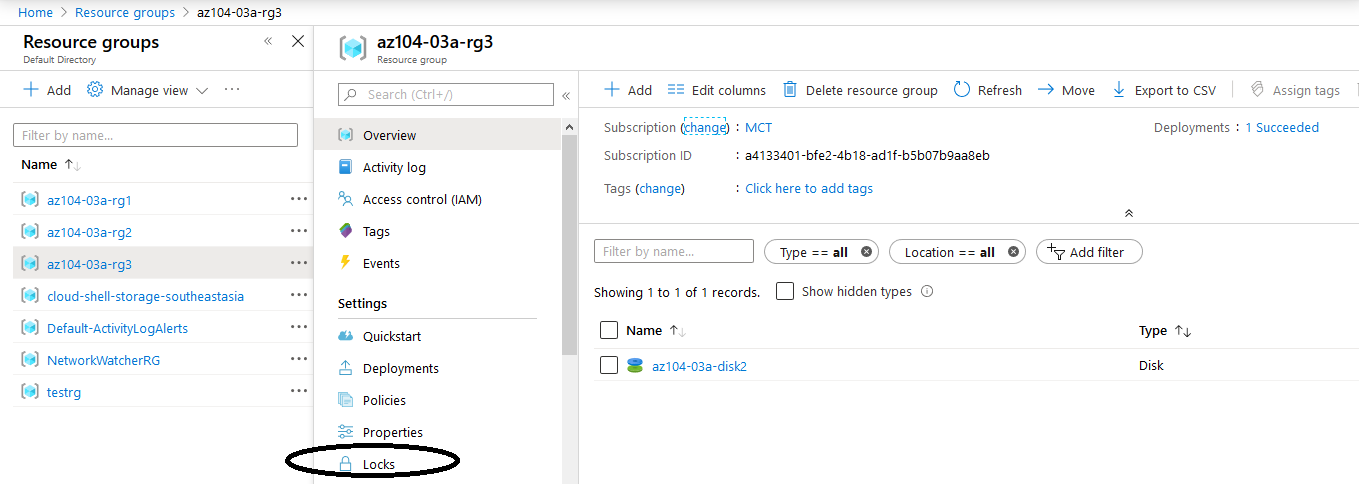 Home > Resource groups > az104-03a-rg3
Resource groups
Default Directory
Add Manage view ...
Filter by name...
Name
az104-03a-rg1 ...
az104-03a-rg2 ...
az104-03a-rg3 ...
cloud-shell-storage-southeastasia ...
Default-ActivityLogAlerts ...
NetworkWatcherRG ...
testrg ...
az104-03a-rg3
Resource group
Search (Ctrl+/)
Overview
Activity log
Access control (IAM)
Tags
Events
Settings
Quickstart
Deployments
Policies
Properties
Locks
Add Edit columns Delete resource group Refresh Move Export to CSV Assign tags
Subscription (change) : MCT
Deployments : 1 Succeeded
Subscription ID : a4133401-bfe2-4b18-ad1f-b5b07b9aa8eb
Tags (change) : Click here to add tags
Filter by name... Type == all Location == all Add filter
Showing 1 to 1 of 1 records. Show hidden types
Name Type
az104-03a-disk2 Disk